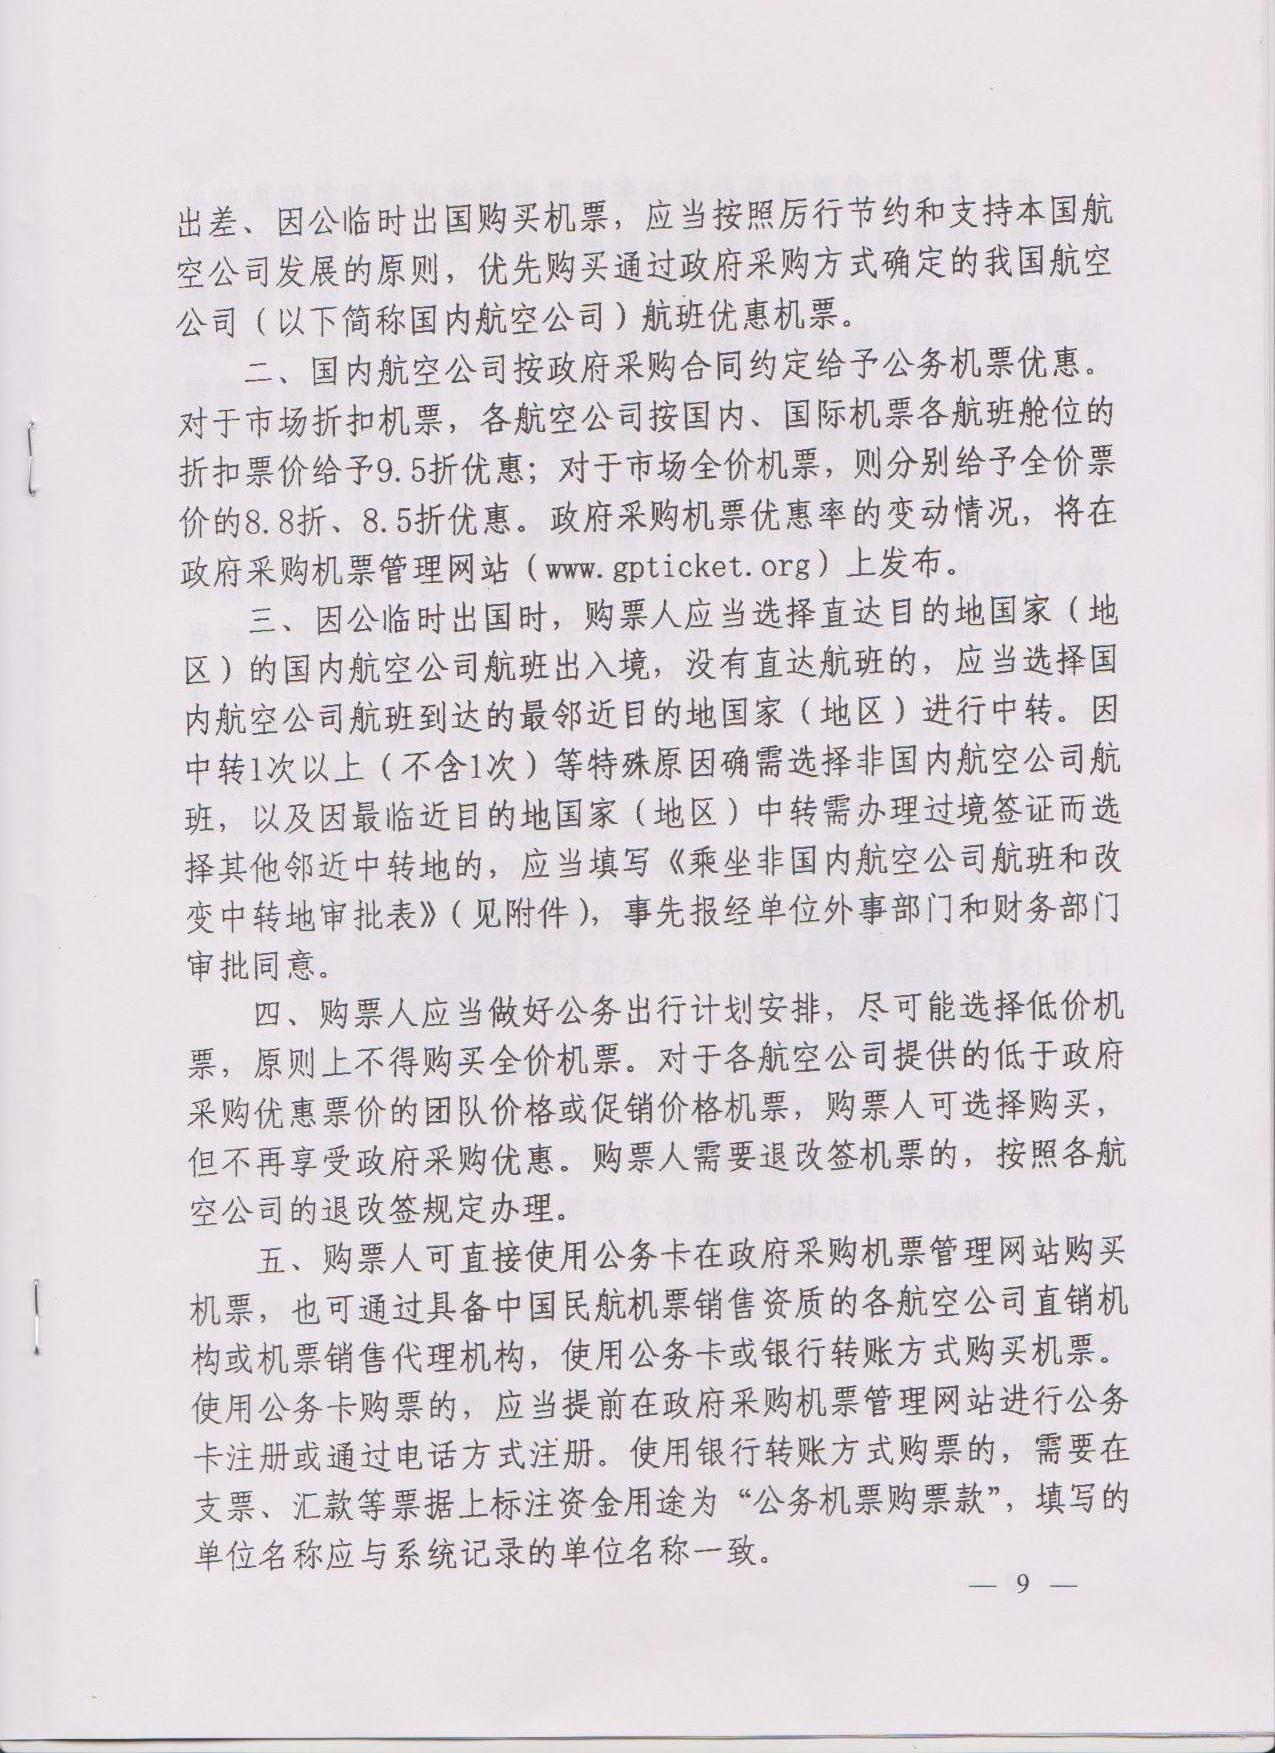 出差、因公临时出国购买机票，应当按照厉行节约和支持本国航
空公司发展的原则，优先购买通过政府采购方式确定的我国航空
公司（以下简称国内航空公司）航班优惠机票。
二、国内航空公司按政府采购合同约定给予公务机票优惠。
对于市场折扣机票，各航空公司按国内、国际机票各航班舱位的
折扣票价给予9.5折优惠；对于市场全价机票，则分别给予全价票
价的8.8折、8.5折优惠。政府采购机票优惠率的变动情况，将在
政府采购机票管理网站（www.gpticket.org）上发布。
三、因公临时出国时，购票人应当选择直达目的地国家（地
区）的国内航空公司航班出入境，没有直达航班的，应当选择国
内航空公司航班到达的最邻近目的地国家（地区）进行中转。因
中转1次以上（不含1次）等特殊原因确需选择非国内航空公司航
班，以及因最临近目的地国家（地区）中转需办理过境签证而选
择其他邻近中转地的，应当填写《乘坐非国内航空公司航班和改
变中转地审批表》（见附件），事先报经单位外事部门和财务部门
审批同意。
四、购票人应当做好公务出行计划安排，尽可能选择低价机
票，原则上不得购买全价机票。对于各航空公司提供的低于政府
采购优惠票价的团队价格或促销价格机票，购票人可选择购买，
但不再享受政府采购优惠。购票人需要退改签机票的，按照各航
空公司的退改签规定办理。
五、购票人可直接使用公务卡在政府采购机票管理网站购买
机票，也可通过具备中国民航机票销售资质的各航空公司直销机
构或机票销售代理机构，使用公务卡或银行转账方式购买机票。
使用公务卡购票的，应当提前在政府采购机票管理网站进行公务
卡注册或通过电话方式注册。使用银行转账方式购票的，需要在
支票、汇款等票据上标注资金用途为“公务机票购票款”，填写的
单位名称应与系统记录的单位名称一致。
— 9 —